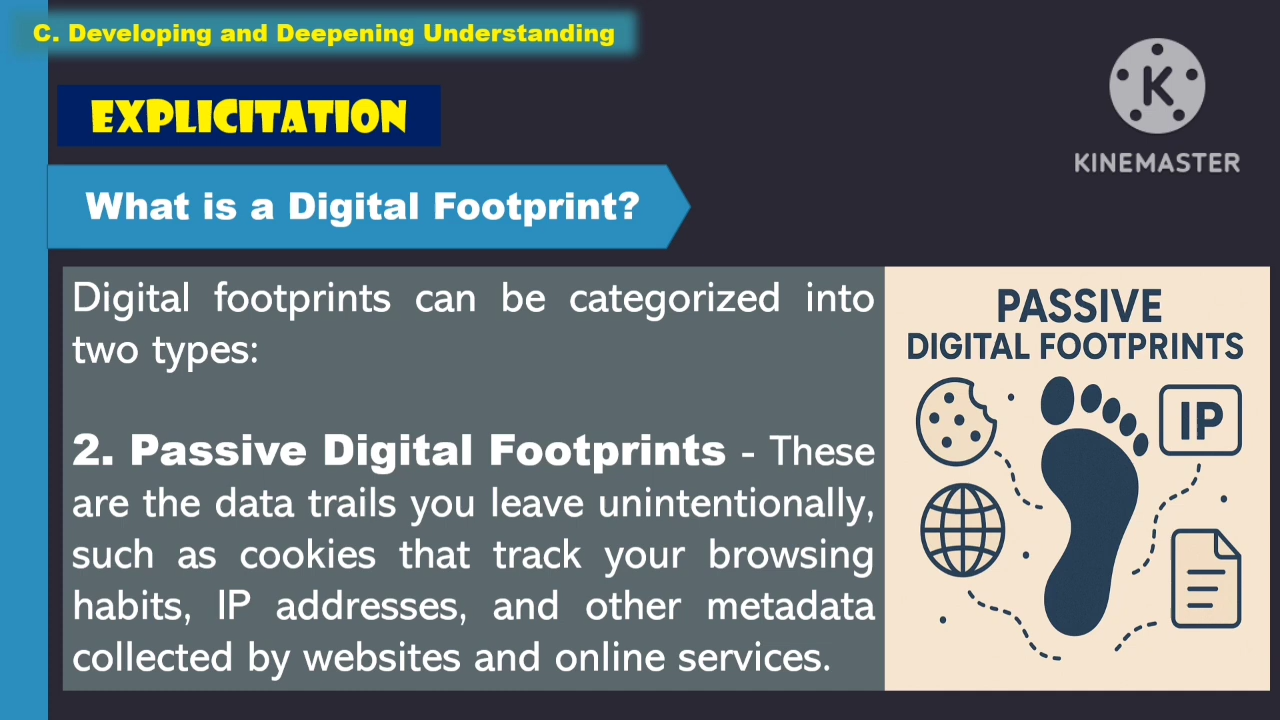 C. Developing and Deepening Understanding
EXPLICITATION
K
KINEMASTER
What is a Digital Footprint?
Digital footprints can be categorized into
two types:
2. Passive Digital Footprints - These
are the data trails you leave unintentionally,
such as cookies that track your browsing
habits, IP addresses, and other metadata
collected by websites and online services.
PASSIVE
DIGITAL FOOTPRINTS
IP